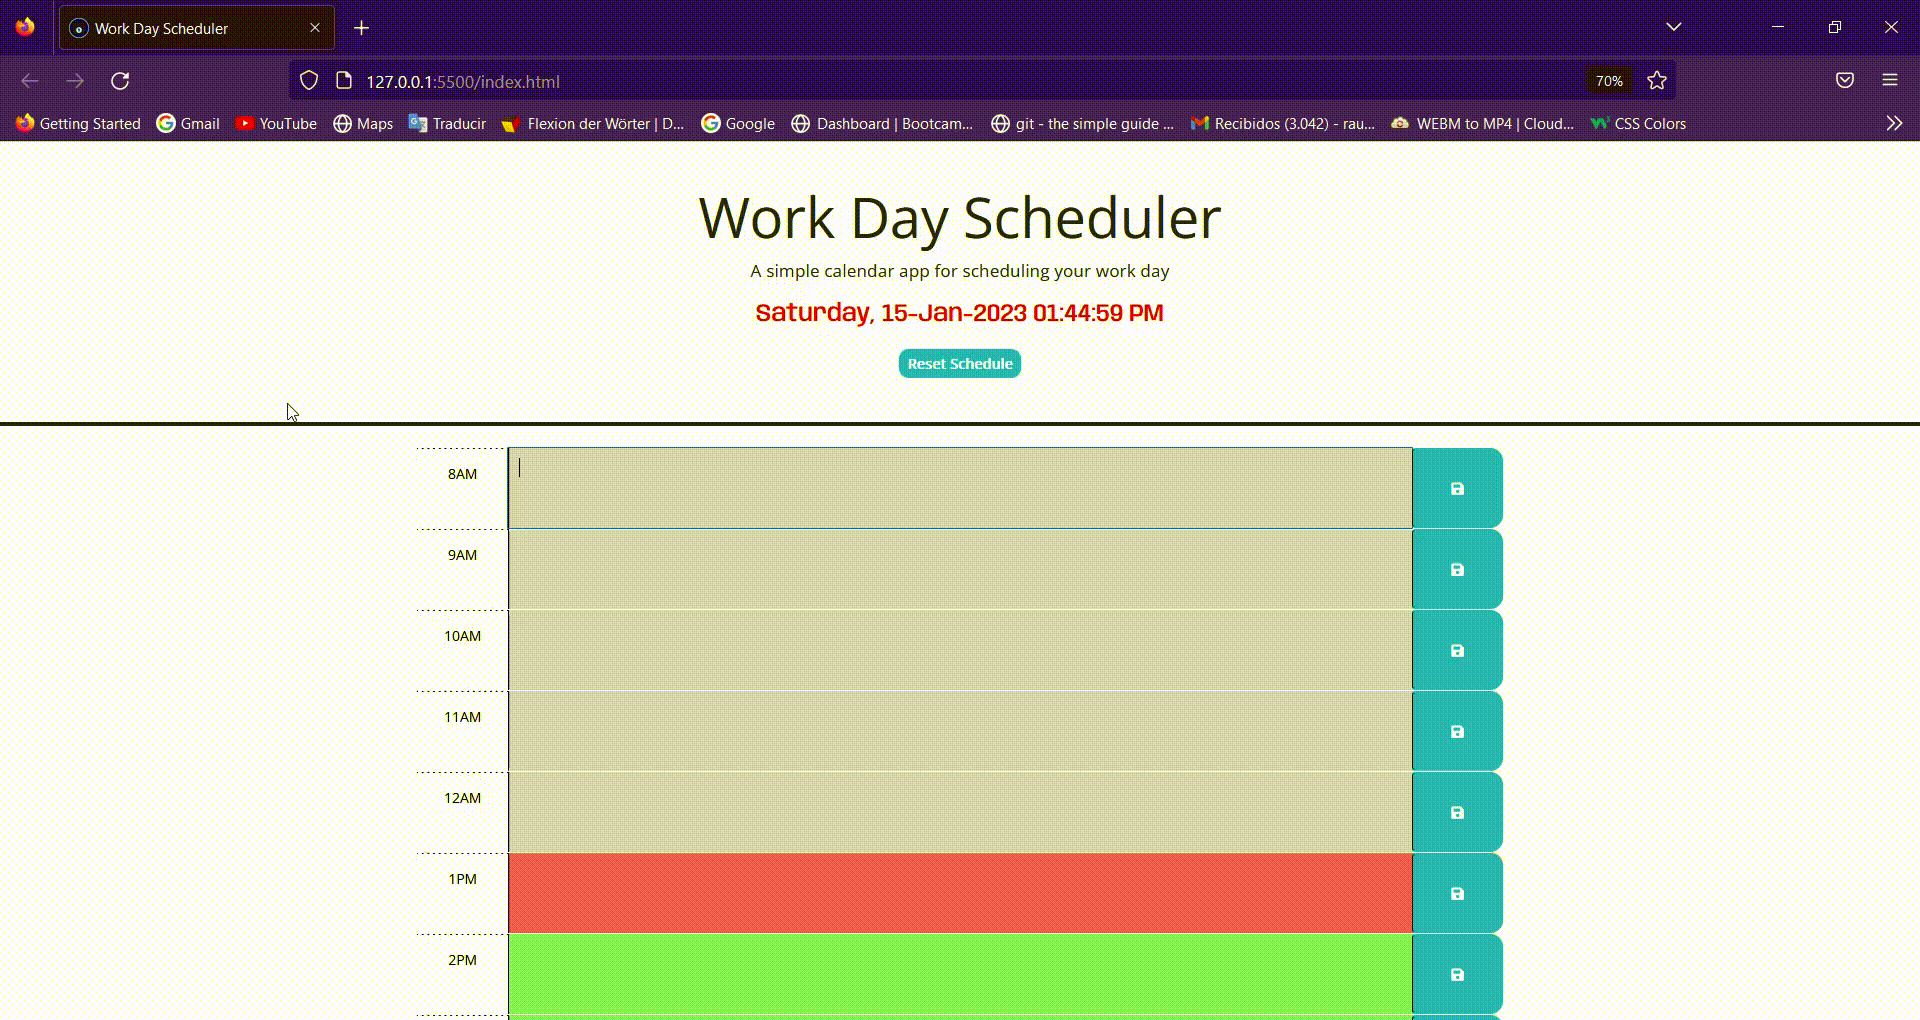 Work Day Scheduler
127.0.0.1:5500/index.html
70%
Getting Started Gmail YouTube Maps Traducir Flexion der Wörter | D... Google Dashboard | Bootcam... git - the simple guide ... Recibidos (3.042) - rau... WEBM to MP4 | Cloud... CSS Colors
Work Day Scheduler
A simple calendar app for scheduling your work day
Saturday, 15-Jan-2023 01:44:59 PM
Reset Schedule
8AM
9AM
10AM
11AM
12AM
1PM
2PM